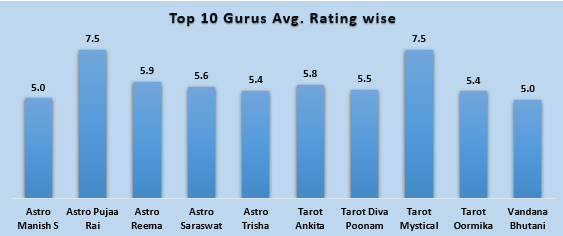 Top 10 Gurus Avg. Rating wise
5.0 7.5 5.9 5.6 5.4 5.8 5.5 7.5 5.4 5.0
Astro Astro Pujaa Astro Astro Astro Tarot Tarot Diva Tarot Tarot Vandana
Manish S Rai Reema Saraswat Trisha Ankita Poonam Mystical Oormika Bhutani